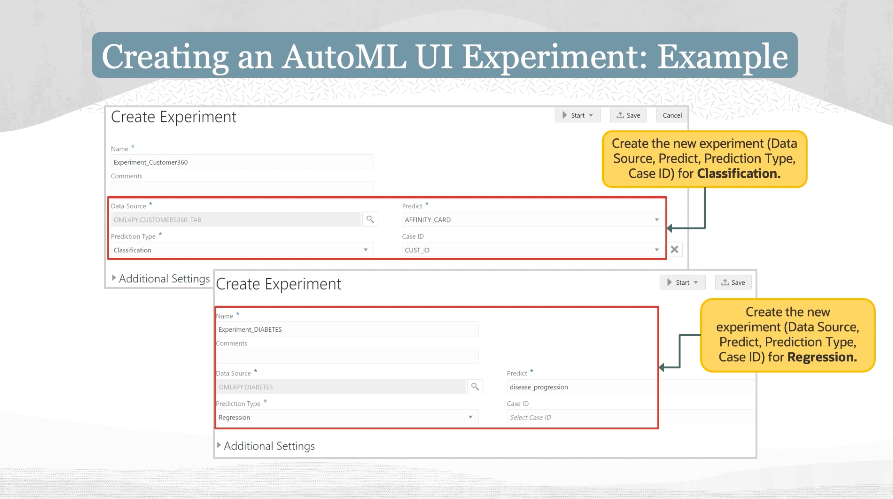 Creating an AutoML UI Experiment: Example
Create Experiment
Start
Save
Cancel
Name *
Experiment_Customer360
Comments
Data Source *
OML4PY.CUSTOMERS360_TAB
Predict *
AFFINITY_CARD
Prediction Type *
Classification
Case ID
CUST_ID
Additional Settings
Create the new experiment (Data
Source, Predict, Prediction Type,
Case ID) for Classification.
Create Experiment
Start
Save
Name *
Experiment_DIABETES
Comments
Data Source *
OML4PY.DIABETES
Predict *
disease_progression
Prediction Type *
Regression
Case ID
Select Case ID
Additional Settings
Create the new
experiment (Data Source,
Predict, Prediction Type,
Case ID) for Regression.